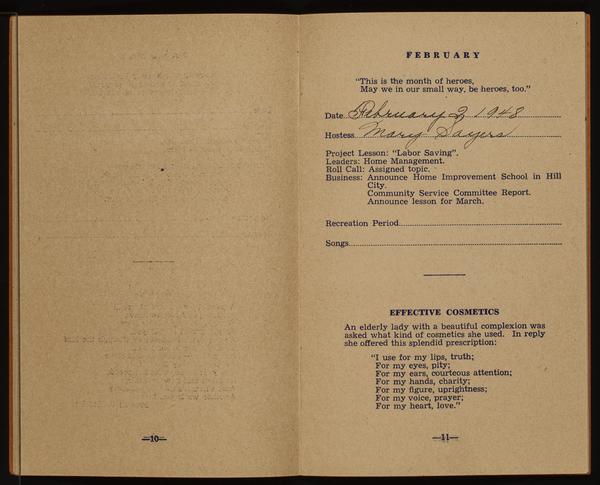 —10—
FEBRUARY
"This is the month of heroes,
May we in our small way, be heroes, too."
Date February 2, 1948
Hostess Mary Sayers
Project Lesson: "Labor Saving".
Leaders: Home Management.
Roll Call: Assigned topic.
Business: Announce Home Improvement School in Hill
City.
Community Service Committee Report.
Announce lesson for March.
Recreation Period
Songs
EFFECTIVE COSMETICS
An elderly lady with a beautiful complexion was
asked what kind of cosmetics she used. In reply
she offered this splendid prescription:
"I use for my lips, truth;
For my eyes, pity;
For my ears, courteous attention;
For my hands, charity;
For my figure, uprightness;
For my voice, prayer;
For my heart, love."
—11—